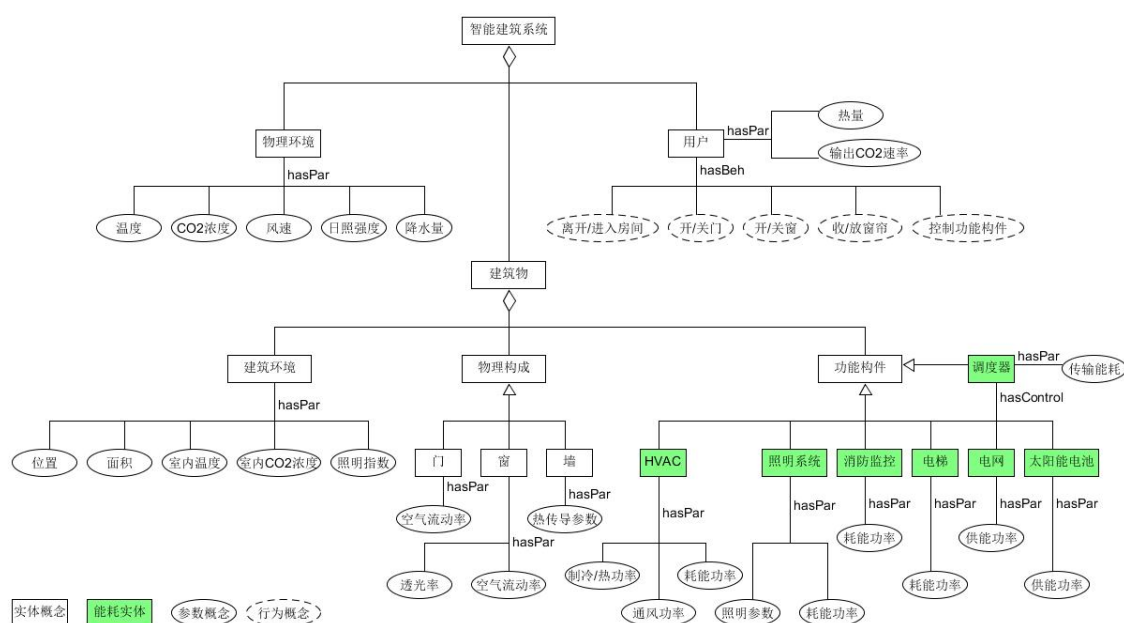 智能建筑系统
物理环境
hasPar
温度
CO2浓度
风速
日照强度
降水量
用户
hasPar
热量
输出CO2速率
hasBeh
离开/进入房间
开/关门
开/关窗
收/放窗帘
控制功能构件
建筑物
建筑环境
hasPar
位置
面积
室内温度
室内CO2浓度
照明指数
物理构成
门
窗
墙
hasPar
空气流动率
hasPar
热传导参数
hasPar
透光率
空气流动率
功能构件
调度器
hasPar
传输能耗
hasControl
HVAC
照明系统
消防监控
电梯
电网
太阳能电池
hasPar
制冷/热功率
通风功率
耗能功率
hasPar
照明参数
耗能功率
hasPar
耗能功率
hasPar
耗能功率
hasPar
供能功率
hasPar
供能功率
实体概念
能耗实体
参数概念
行为概念